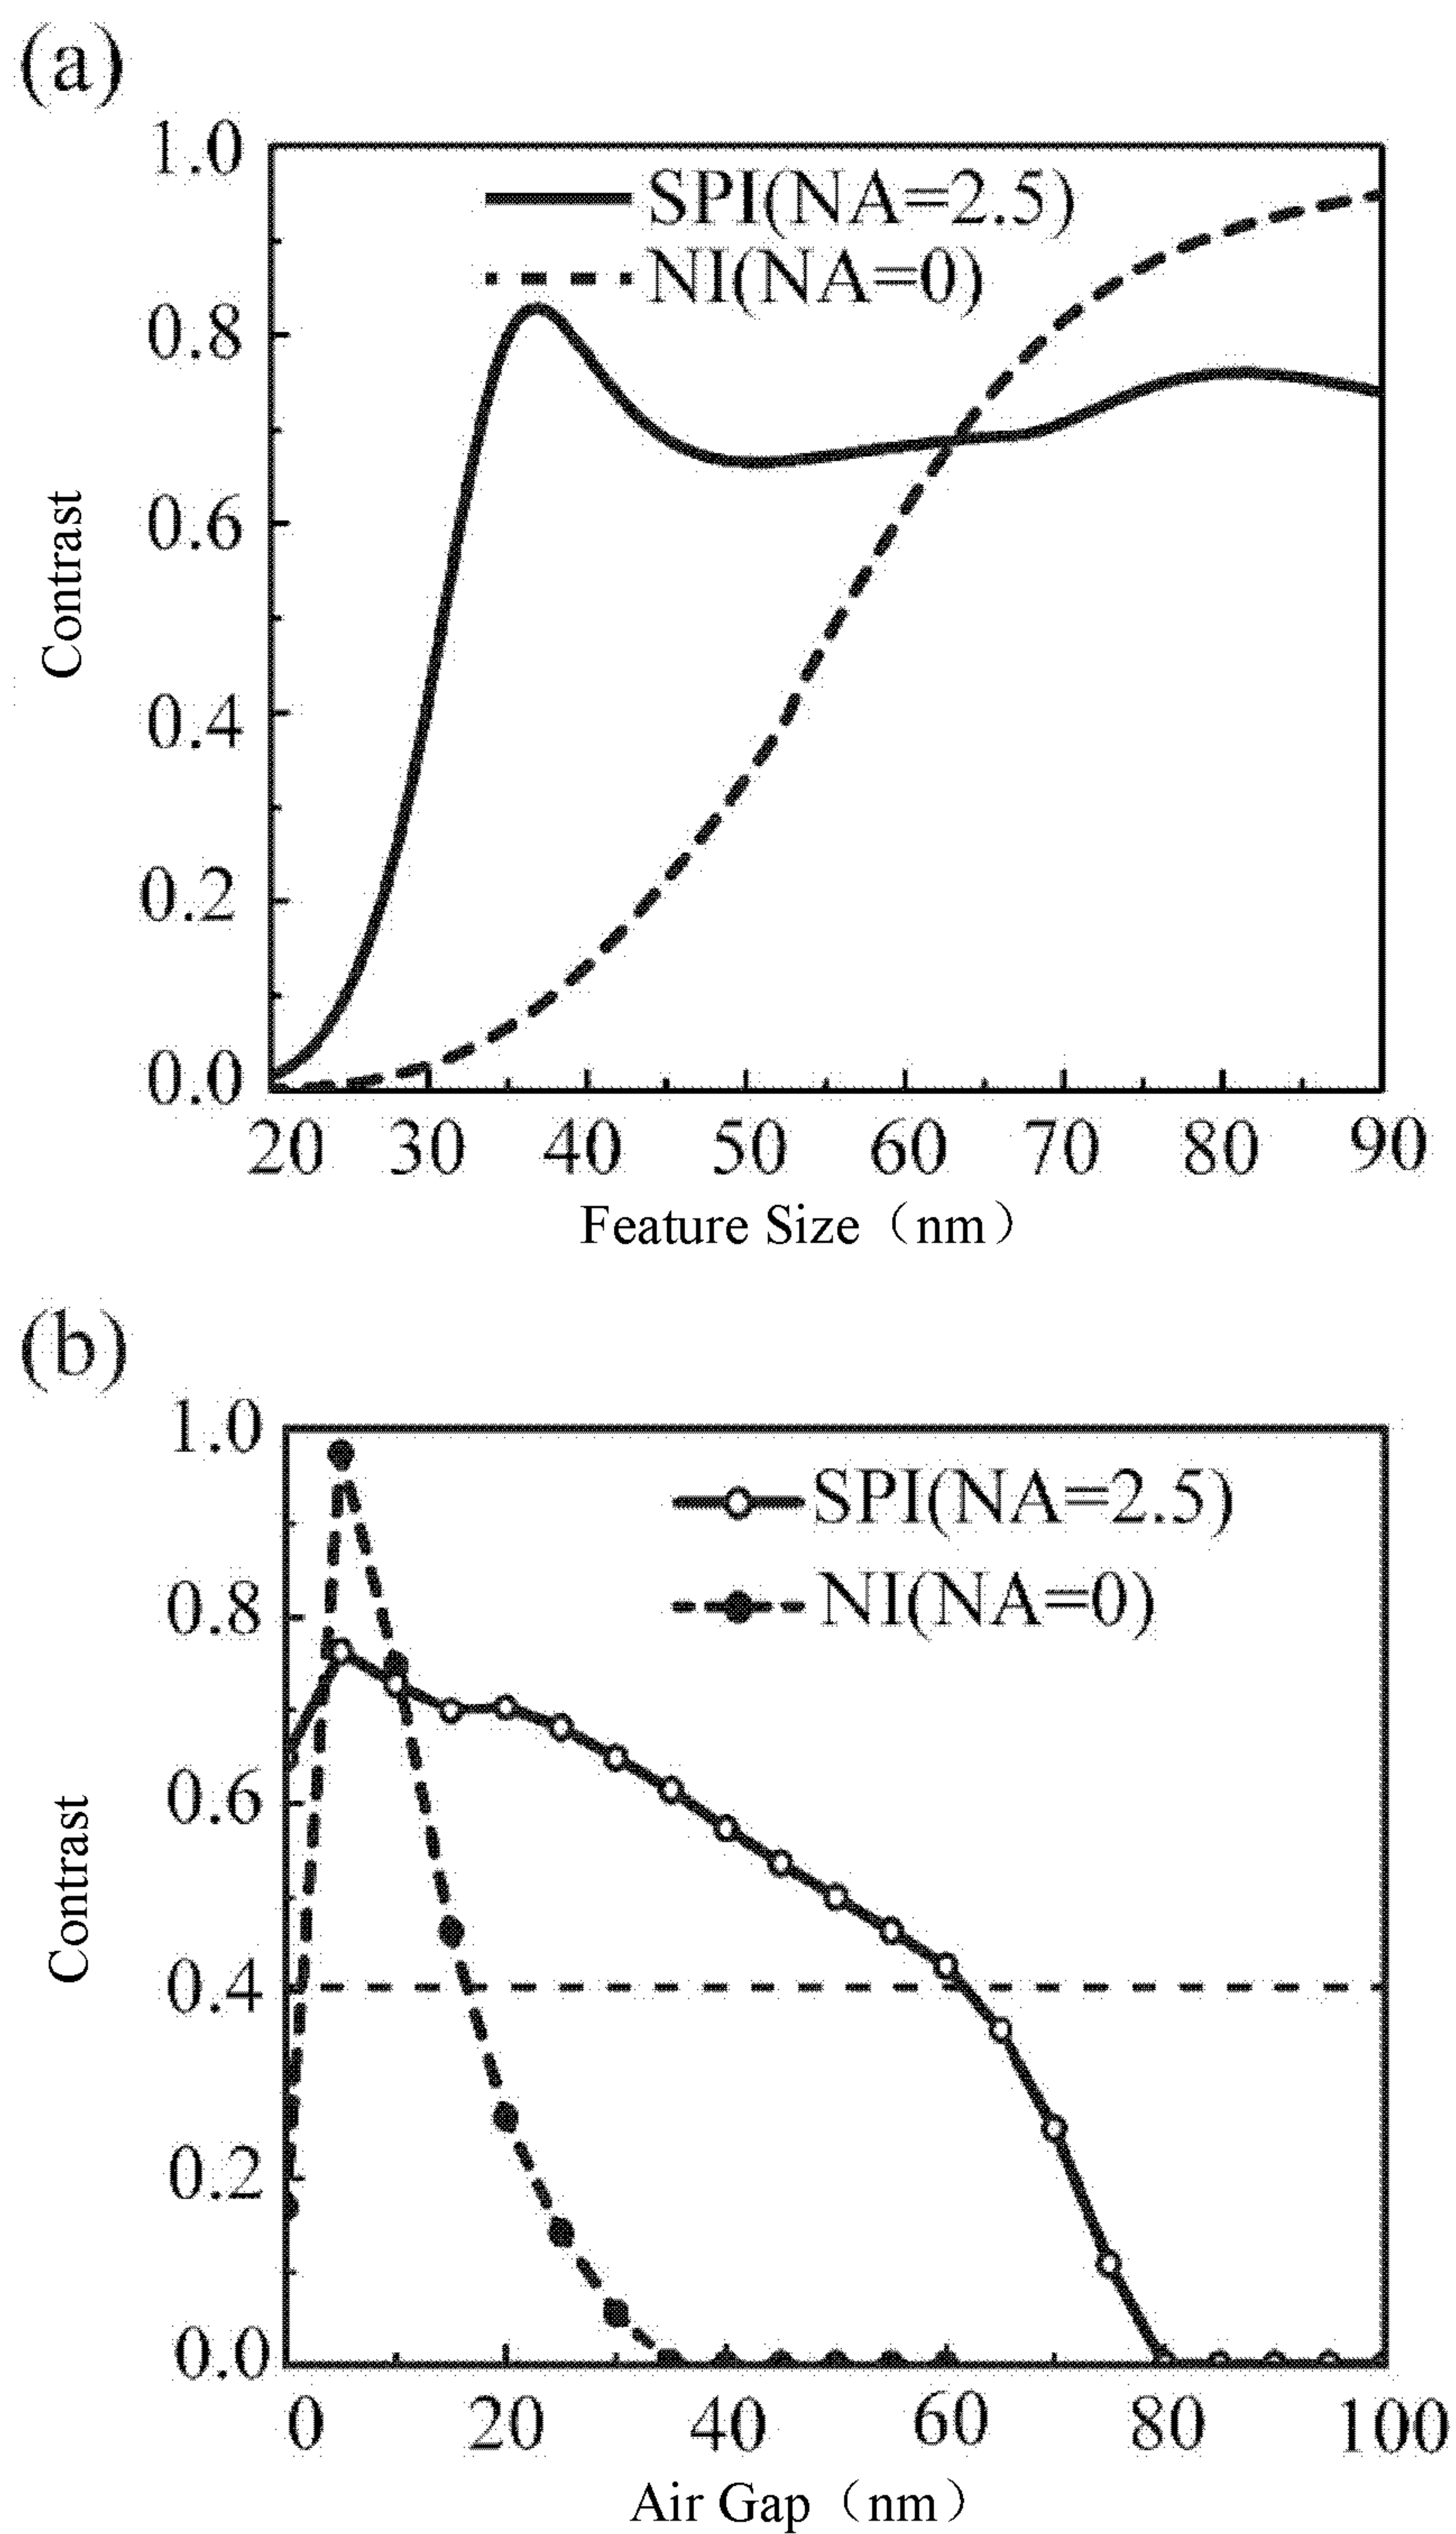 (a)
1.0
SPI(NA=2.5)
NI(NA=0)
0.8
0.6
0.4
0.2
0.0
Contrast
20 30 40 50 60 70 80 90
Feature Size（nm）
(b)
1.0
SPI(NA=2.5)
NI(NA=0)
0.8
0.6
0.4
0.2
0.0
Contrast
0 20 40 60 80 100
Air Gap（nm）